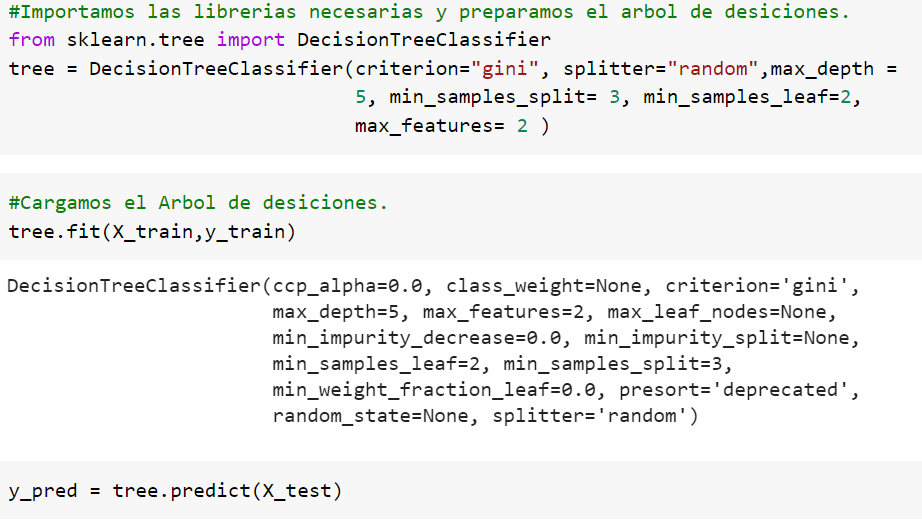 #Importamos las librerias necesarias y preparamos el arbol de desiciones.
from sklearn.tree import DecisionTreeClassifier
tree = DecisionTreeClassifier(criterion="gini", splitter="random",max_depth =
5, min_samples_split= 3, min_samples_leaf=2,
max_features= 2 )
#Cargamos el Arbol de desiciones.
tree.fit(X_train,y_train)
DecisionTreeClassifier(ccp_alpha=0.0, class_weight=None, criterion='gini',
max_depth=5, max_features=2, max_leaf_nodes=None,
min_impurity_decrease=0.0, min_impurity_split=None,
min_samples_leaf=2, min_samples_split=3,
min_weight_fraction_leaf=0.0, presort='deprecated',
random_state=None, splitter='random')
y_pred = tree.predict(X_test)